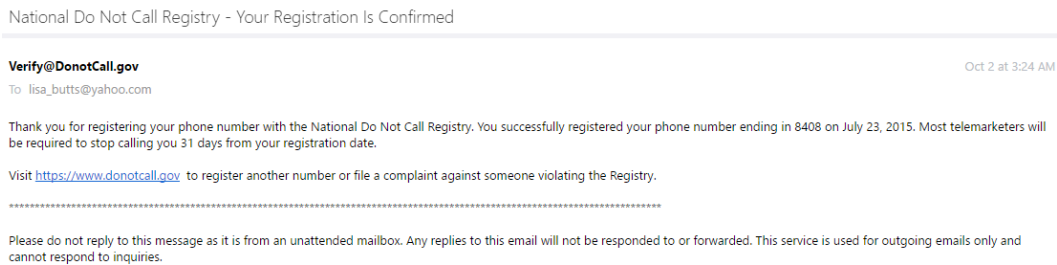 National Do Not Call Registry - Your Registration Is Confirmed
Verify@DonotCall.gov
Oct 2 at 3:24 AM
To lisa_butts@yahoo.com
Thank you for registering your phone number with the National Do Not Call Registry. You successfully registered your phone number ending in 8408 on July 23, 2015. Most telemarketers will
be required to stop calling you 31 days from your registration date.
Visit https://www.donotcall.gov to register another number or file a complaint against someone violating the Registry.
************************************************************************************************************************************
Please do not reply to this message as it is from an unattended mailbox. Any replies to this email will not be responded to or forwarded. This service is used for outgoing emails only and
cannot respond to inquiries.